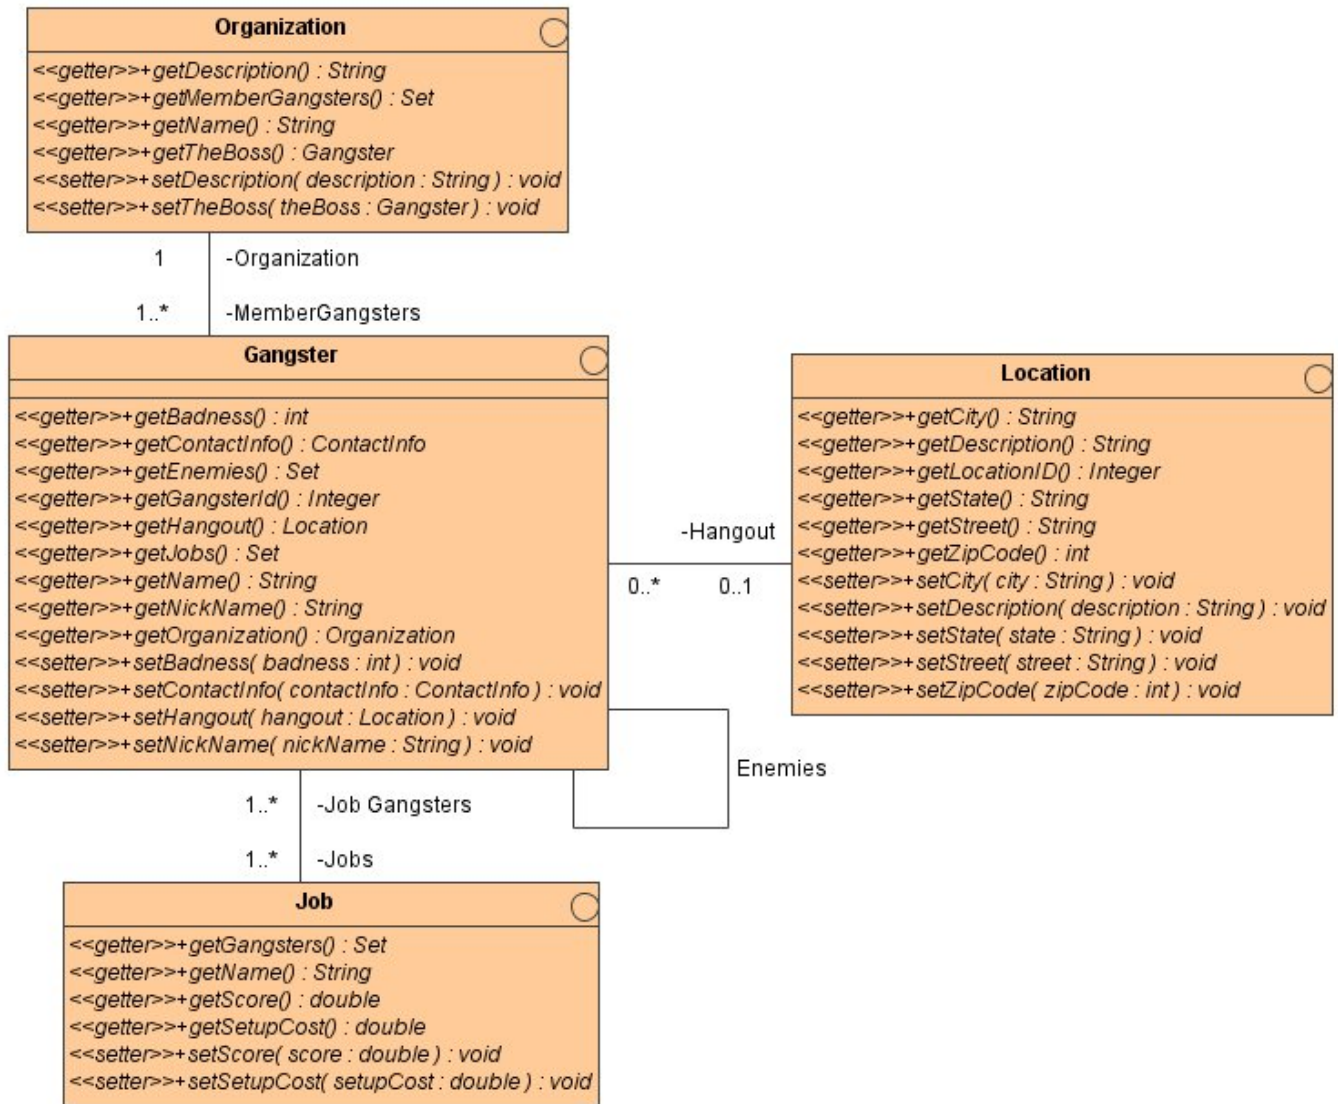 Organization
<<getter>>+getDescription() : String
<<getter>>+getMemberGangsters() : Set
<<getter>>+getName() : String
<<getter>>+getTheBoss() : Gangster
<<setter>>+setDescription( description : String ) : void
<<setter>>+setTheBoss( theBoss : Gangster ) : void
1 -Organization
1..* -MemberGangsters
Gangster
<<getter>>+getBadness() : int
<<getter>>+getContactInfo() : ContactInfo
<<getter>>+getEnemies() : Set
<<getter>>+getGangsterId() : Integer
<<getter>>+getHangout() : Location
<<getter>>+getJobs() : Set
<<getter>>+getName() : String
<<getter>>+getNickName() : String
<<getter>>+getOrganization() : Organization
<<setter>>+setBadness( badness : int ) : void
<<setter>>+setContactInfo( contactInfo : ContactInfo ) : void
<<setter>>+setHangout( hangout : Location ) : void
<<setter>>+setNickName( nickName : String ) : void
-Hangout
0..* 0..1
Location
<<getter>>+getCity() : String
<<getter>>+getDescription() : String
<<getter>>+getLocationID() : Integer
<<getter>>+getState() : String
<<getter>>+getStreet() : String
<<getter>>+getZipCode() : int
<<setter>>+setCity( city : String ) : void
<<setter>>+setDescription( description : String ) : void
<<setter>>+setState( state : String ) : void
<<setter>>+setStreet( street : String ) : void
<<setter>>+setZipCode( zipCode : int ) : void
Enemies
1..* -Job Gangsters
1..* -Jobs
Job
<<getter>>+getGangsters() : Set
<<getter>>+getName() : String
<<getter>>+getScore() : double
<<getter>>+getSetupCost() : double
<<setter>>+setScore( score : double ) : void
<<setter>>+setSetupCost( setupCost : double ) : void